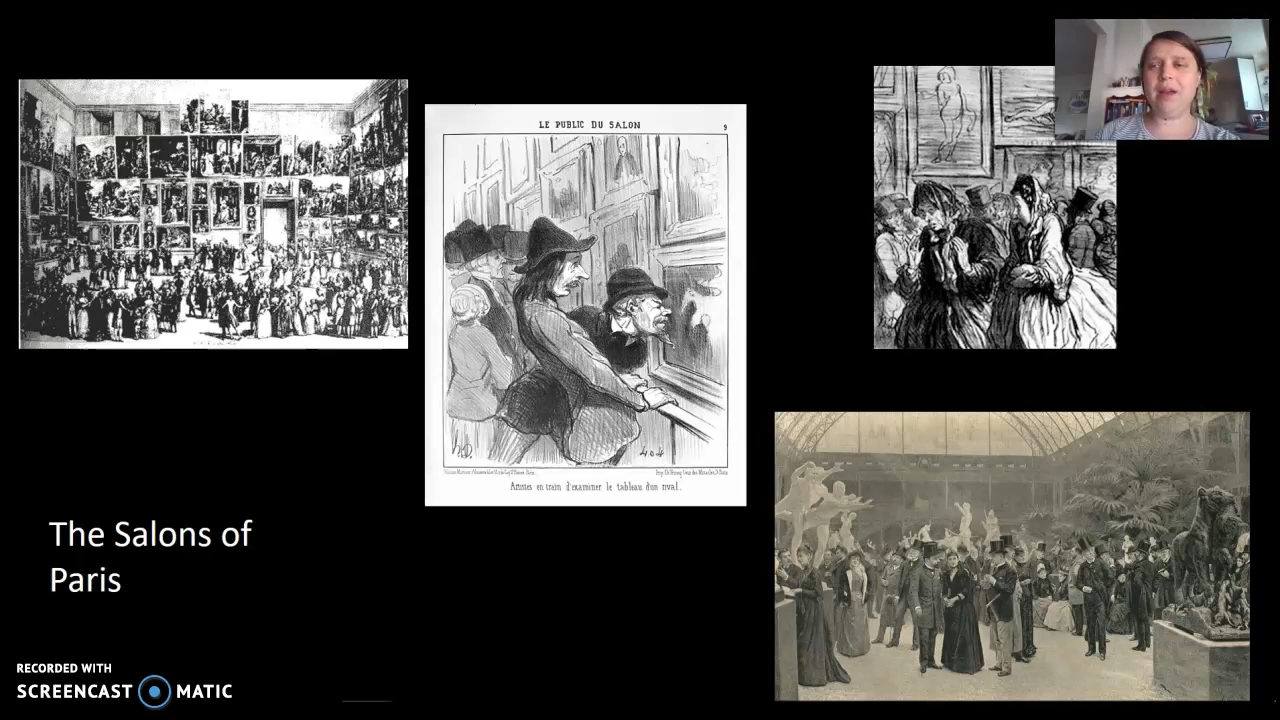 LE PUBLIC DU SALON
9
Artistes en train d'examiner le tableau d'un rival..
The Salons of
Paris
RECORDED WITH
SCREENCAST MATIC